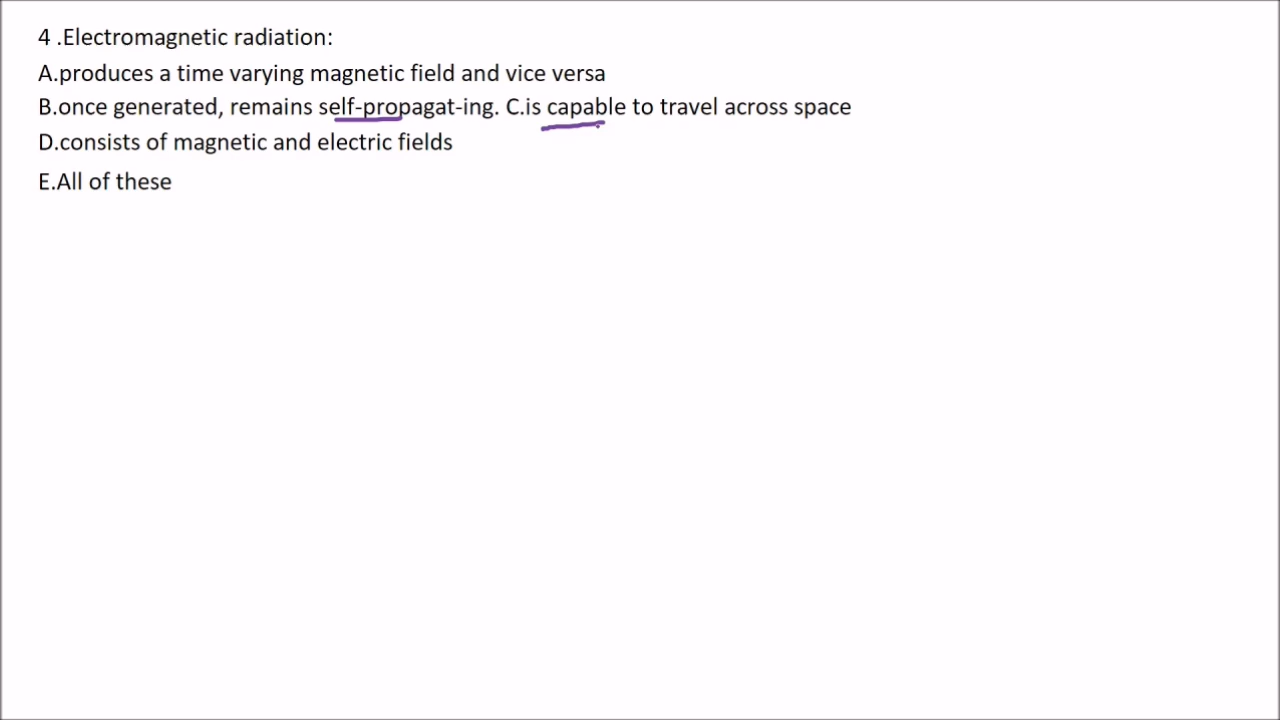 4 .Electromagnetic radiation:
A.produces a time varying magnetic field and vice versa
B.once generated, remains self-propagat-ing. C.is capable to travel across space
D.consists of magnetic and electric fields
E.All of these